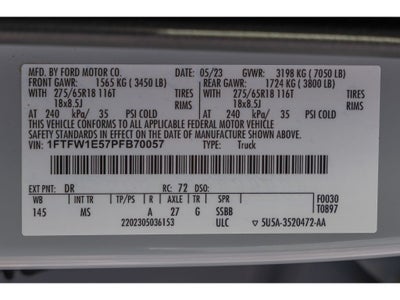 MFD. BY FORD MOTOR CO. 05/23 GVWR: 3198 KG ( 7050 LB)
FRONT GAWR: 1565 KG ( 3450 LB) REAR GAWR: 1724 KG ( 3800 LB)
WITH 275/65R18 116T TIRES WITH 275/65R18 116T TIRES
18x8.5J RIMS 18x8.5J RIMS
AT 240 kPa/ 35 PSI COLD AT 240 kPa/ 35 PSI COLD
THIS VEHICLE CONFORMS TO ALL APPLICABLE FEDERAL MOTOR VEHICLE
SAFETY AND THEFT PREVENTION STANDARDS IN EFFECT ON THE DATE OF
MANUFACTURE SHOWN ABOVE.
VIN: 1FTFW1E57PFB70057 TYPE: Truck
EXT PNT: DR RC: 72 DSO: F0030
WB INT TR TP/PS R AXLE TR SPR T0897
145 MS A 27 G SSBB
2202305036153 ULC 5U5A-3520472-AA